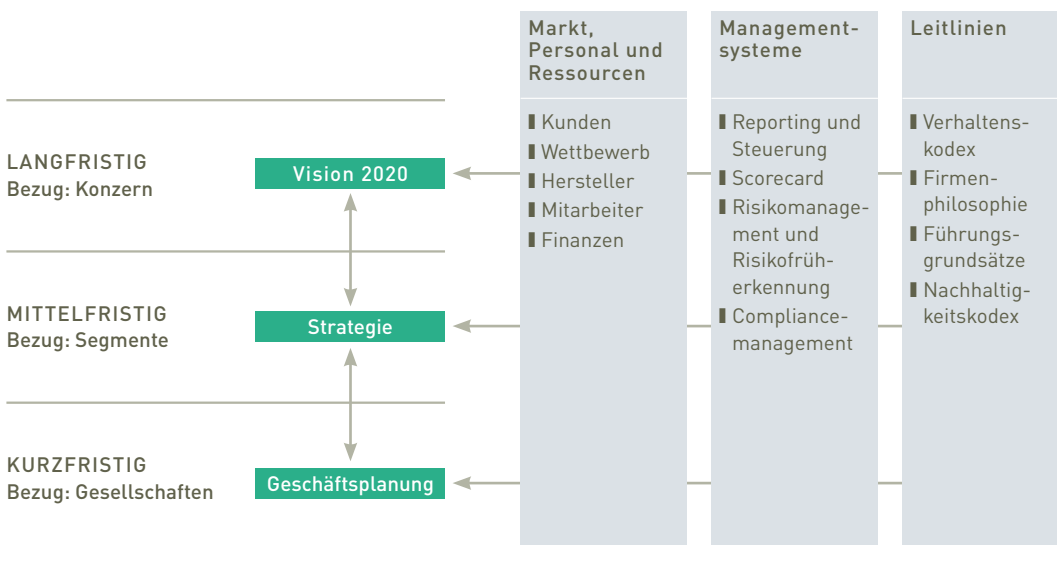 Markt,
Personal und
Ressourcen
Management-
systeme
Leitlinien
LANGFRISTIG
Bezug: Konzern
Vision 2020
MITTELFRISTIG
Bezug: Segmente
Strategie
KURZFRISTIG
Bezug: Gesellschaften
Geschäftsplanung
Kunden
Wettbewerb
Hersteller
Mitarbeiter
Finanzen
Reporting und
Steuerung
Scorecard
Risikomanage-
ment und
Risikofrüh-
erkennung
Compliance-
management
Verhaltens-
kodex
Firmen-
philosophie
Führungs-
grundsätze
Nachhaltig-
keitskodex